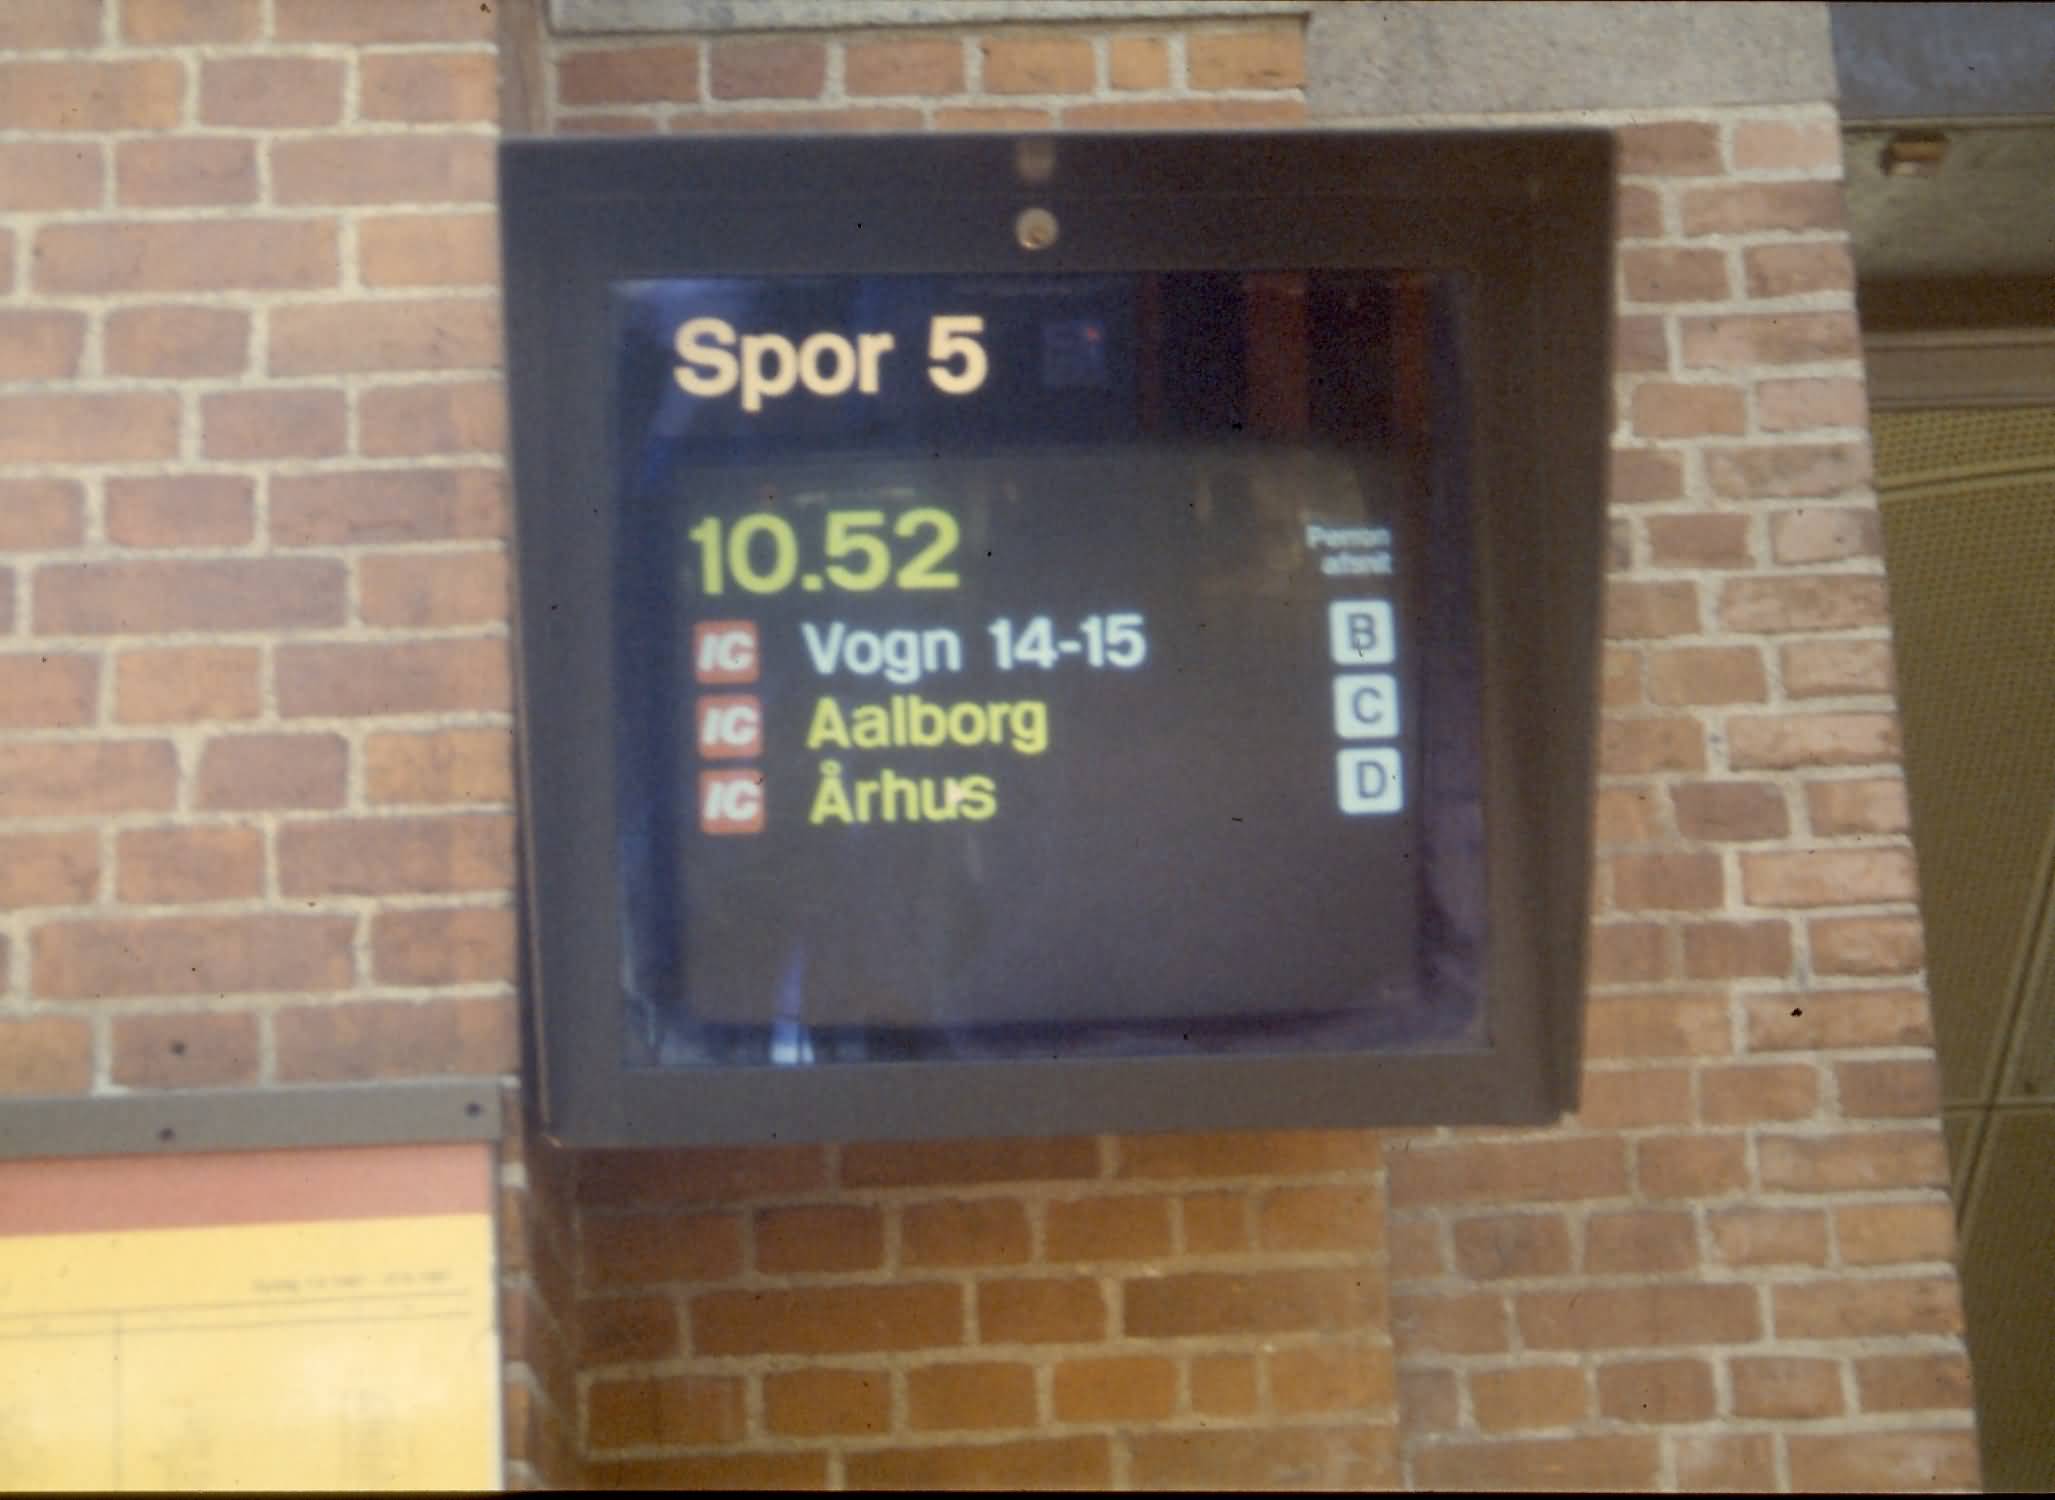 Spor 5
10.52
Perron
afsnit
IC Vogn 14-15 B
IC Aalborg C
IC Århus D